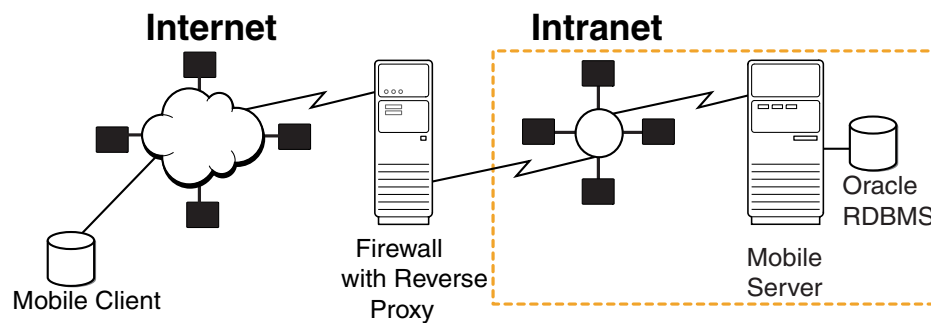 Internet
Intranet
Mobile Client
Firewall
with Reverse
Proxy
Mobile
Server
Oracle
RDBMS